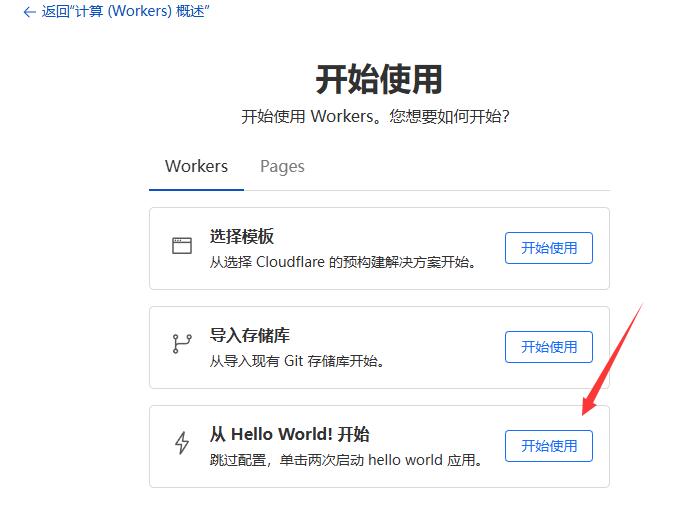 ← 返回“计算 (Workers) 概述”
开始使用
开始使用 Workers。您想要如何开始？
Workers Pages
选择模板
从选择 Cloudflare 的预构建解决方案开始。
开始使用
导入存储库
从导入现有 Git 存储库开始。
开始使用
从 Hello World! 开始
跳过配置，单击两次启动 hello world 应用。
开始使用